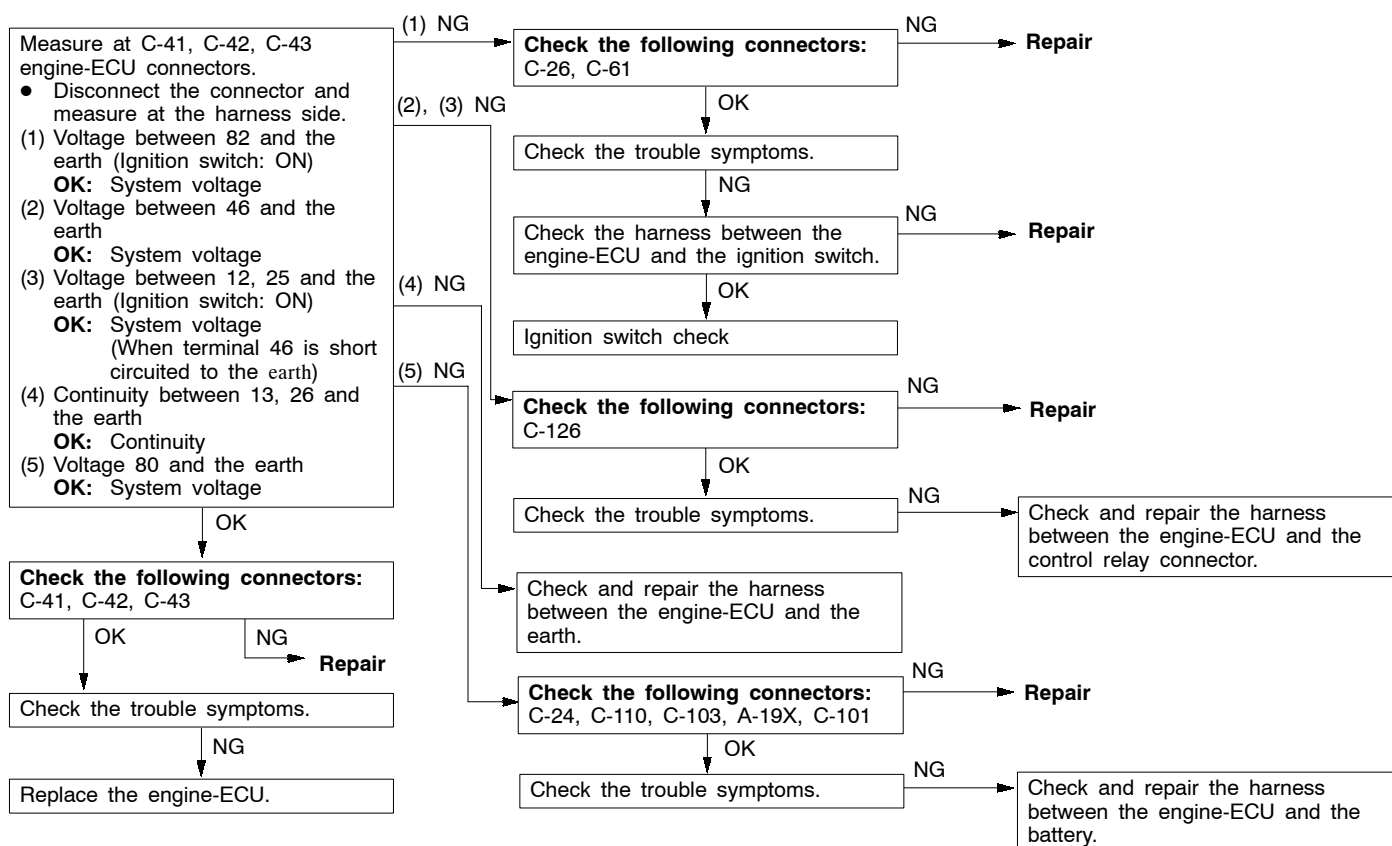 Measure at C-41, C-42, C-43
engine-ECU connectors.
● Disconnect the connector and
measure at the harness side.
(1) Voltage between 82 and the
earth (Ignition switch: ON)
OK: System voltage
(2) Voltage between 46 and the
earth
OK: System voltage
(3) Voltage between 12, 25 and the
earth (Ignition switch: ON)
OK: System voltage
(When terminal 46 is short
circuited to the earth)
(4) Continuity between 13, 26 and
the earth
OK: Continuity
(5) Voltage 80 and the earth
OK: System voltage
OK
Check the following connectors:
C-41, C-42, C-43
OK
NG
Repair
Check the trouble symptoms.
NG
Replace the engine-ECU.
(1) NG
Check the following connectors:
C-26, C-61
NG
Repair
OK
Check the trouble symptoms.
NG
Check the harness between the
engine-ECU and the ignition switch.
NG
Repair
OK
Ignition switch check
(2), (3) NG
Check the following connectors:
C-126
NG
Repair
OK
Check the trouble symptoms.
NG
Check and repair the harness
between the engine-ECU and the
control relay connector.
(4) NG
Check and repair the harness
between the engine-ECU and the
earth.
(5) NG
Check the following connectors:
C-24, C-110, C-103, A-19X, C-101
NG
Repair
OK
Check the trouble symptoms.
NG
Check and repair the harness
between the engine-ECU and the
battery.